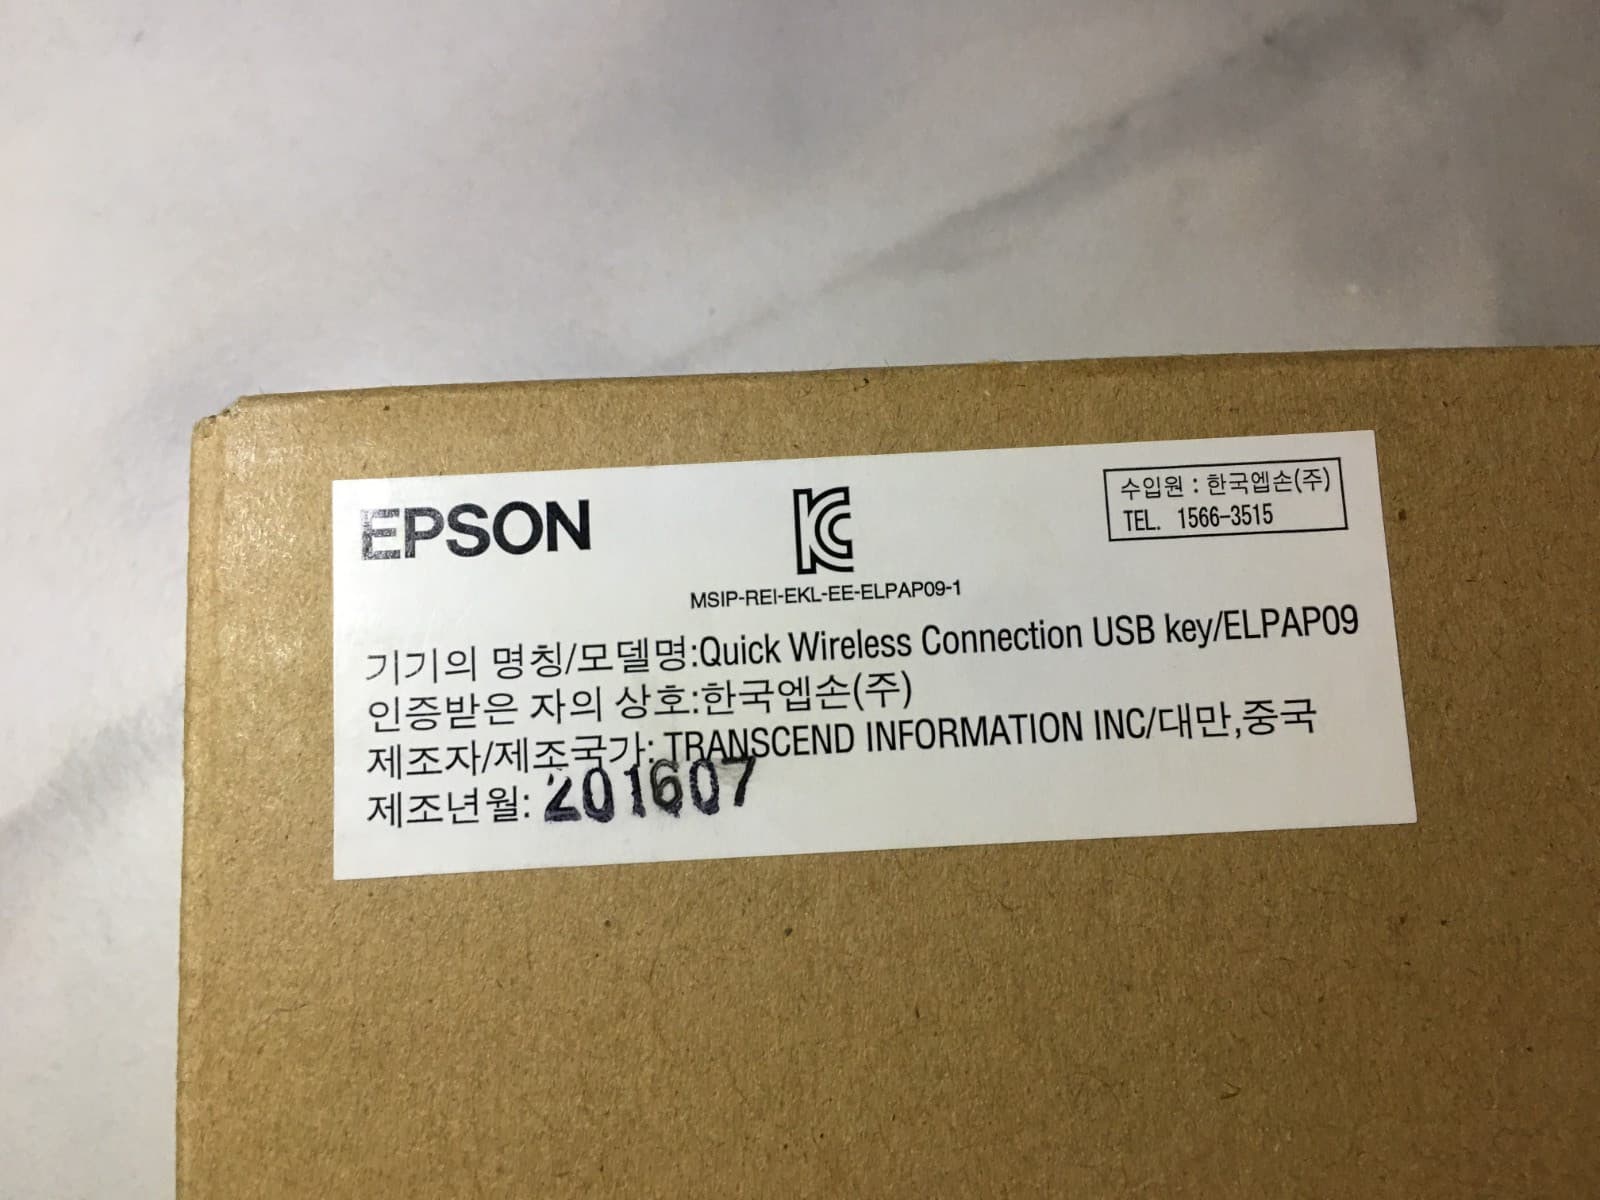 EPSON
수입원 : 한국엡손(주)
TEL. 1566-3515
MSIP-REI-EKL-EE-ELPAP09-1
기기의 명칭/모델명:Quick Wireless Connection USB key/ELPAP09
인증받은 자의 상호:한국엡손(주)
제조자/제조국가: TRANSCEND INFORMATION INC/대만,중국
제조년월: 201607